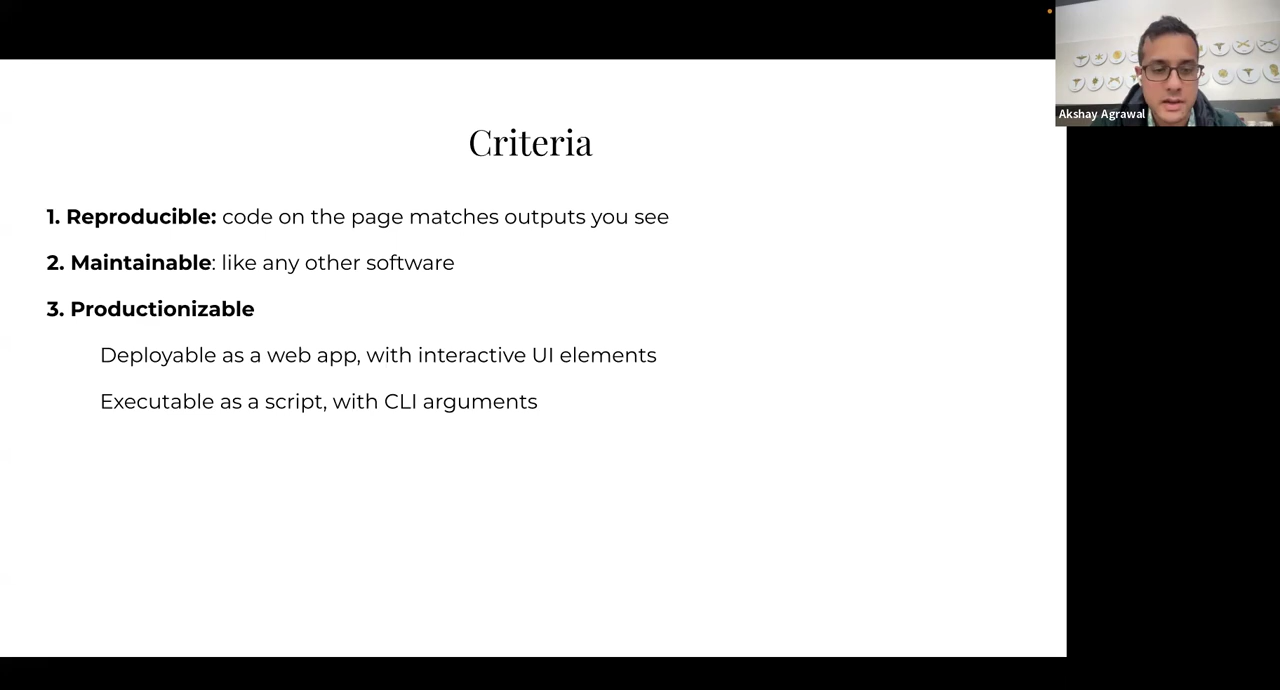 Akshay Agrawal
Criteria
1. Reproducible: code on the page matches outputs you see
2. Maintainable: like any other software
3. Productionizable
Deployable as a web app, with interactive UI elements
Executable as a script, with CLI arguments